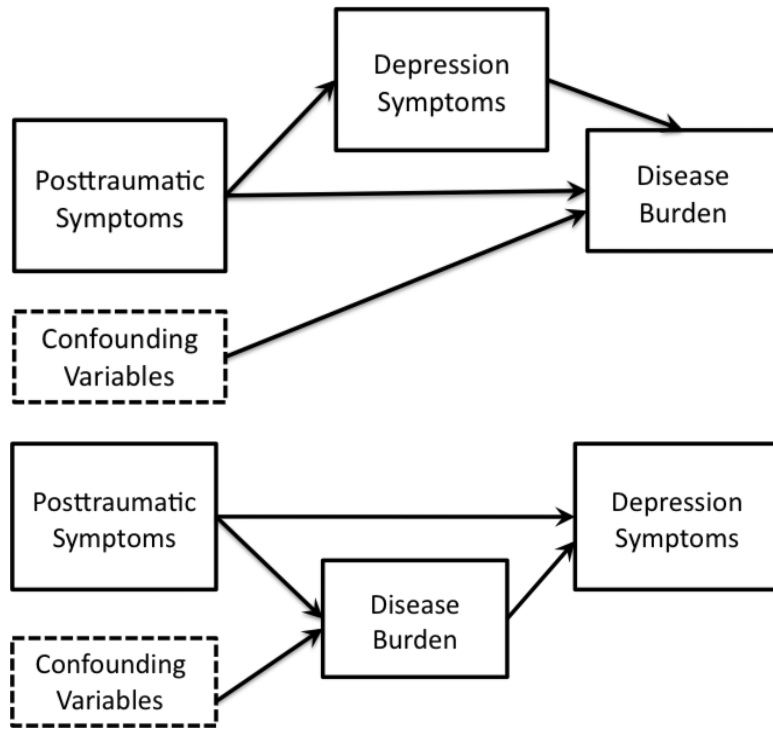 Depression
Symptoms
Posttraumatic
Symptoms
Disease
Burden
Confounding
Variables
Posttraumatic
Symptoms
Depression
Symptoms
Disease
Burden
Confounding
Variables